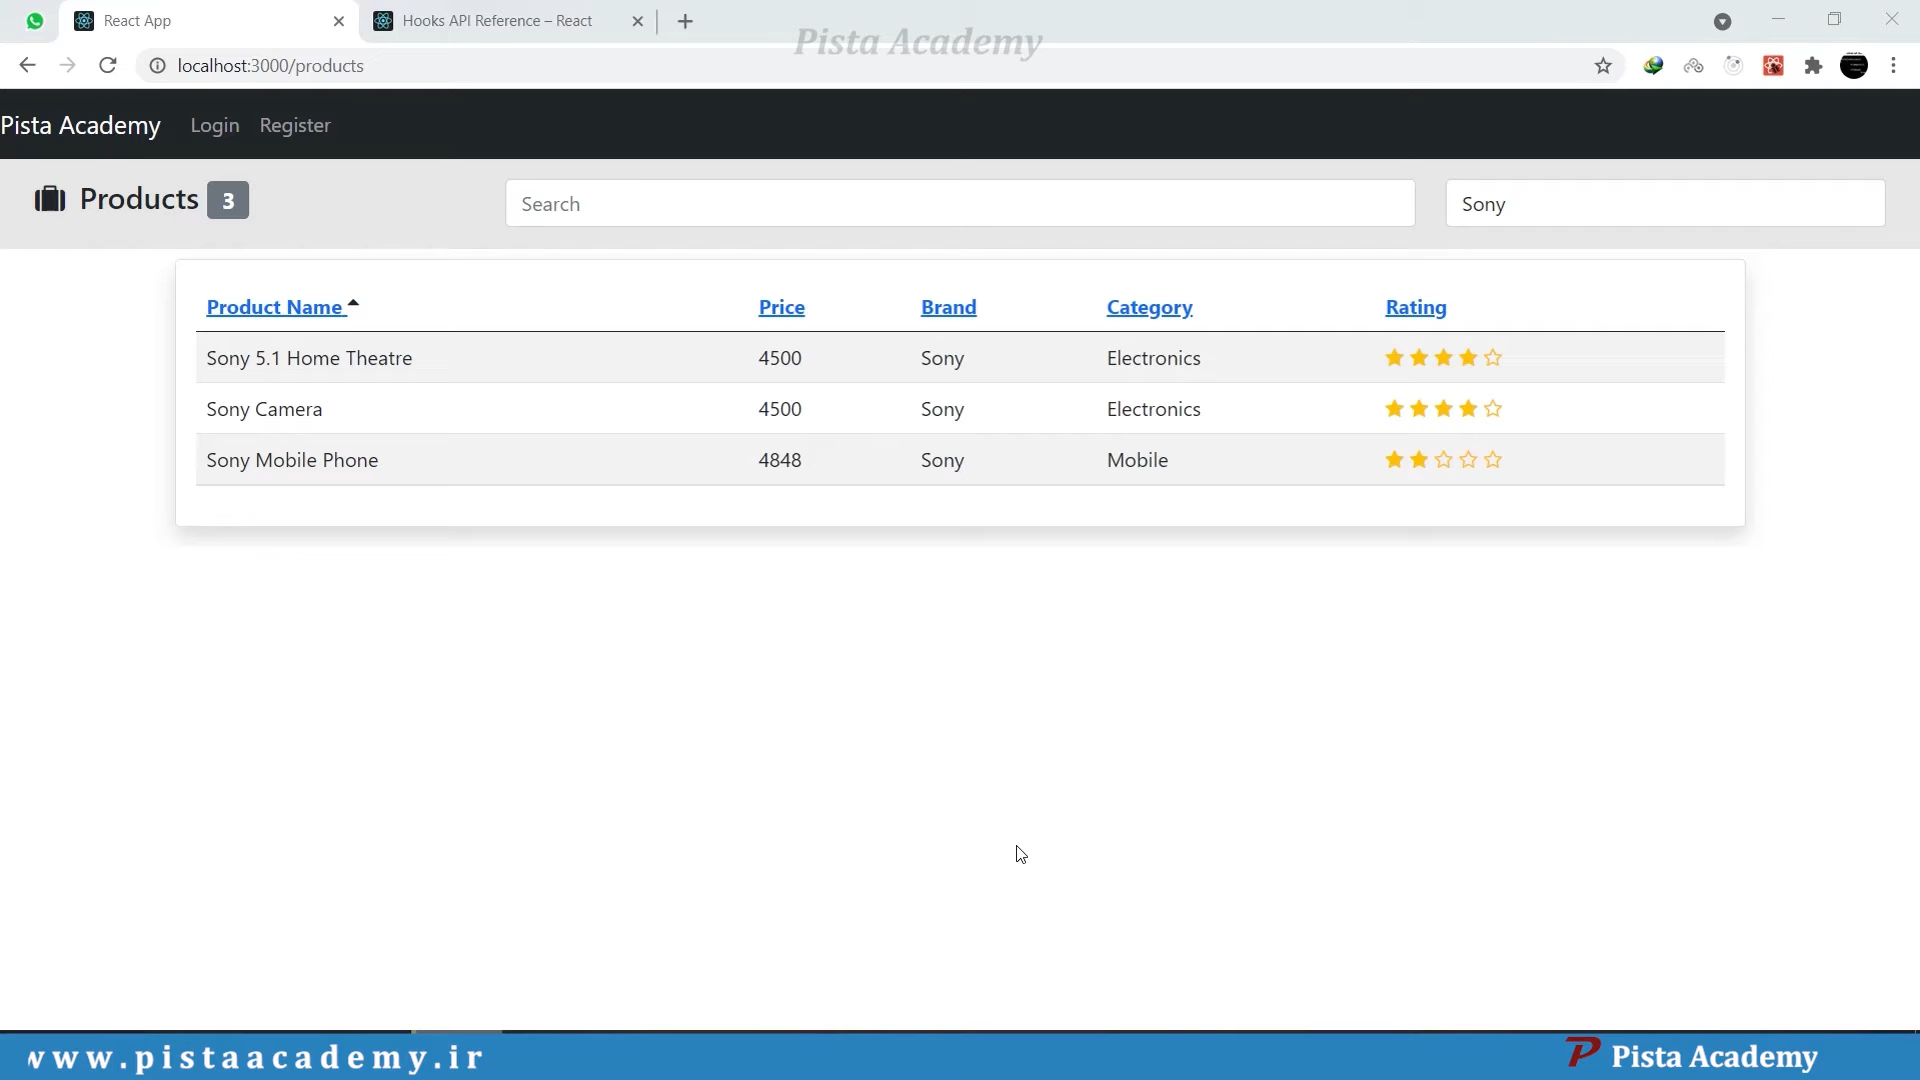 React App
Hooks API Reference – React
Pista Academy
localhost:3000/products
Pista Academy Login Register
Products 3
Search
Sony
Product Name Price Brand Category Rating
Sony 5.1 Home Theatre 4500 Sony Electronics
Sony Camera 4500 Sony Electronics
Sony Mobile Phone 4848 Sony Mobile
www.pistaacademy.ir
Pista Academy